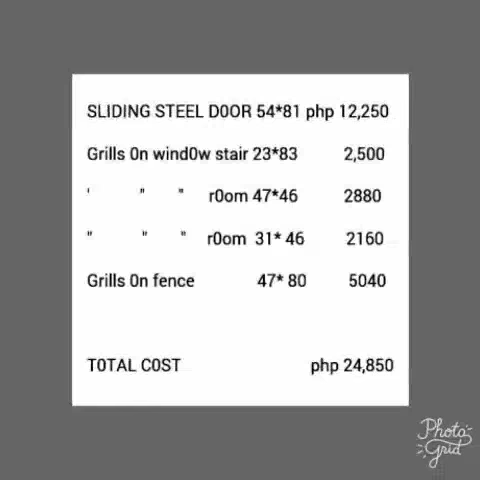 SLIDING STEEL D0OR 54*81 php 12,250
Grills 0n wind0w stair 23*83 2,500
' " " r0om 47*46 2880
" " " r0om 31* 46 2160
Grills 0n fence 47* 80 5040
T0TAL C0ST php 24,850
Photo
Grid